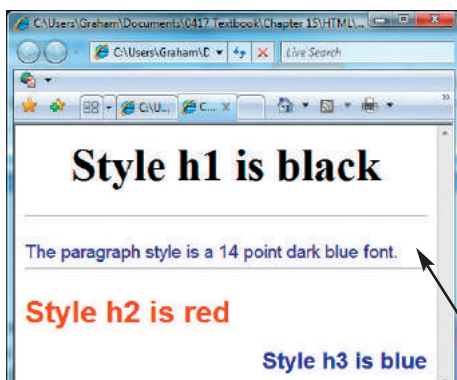 C:\Users\Graham\Documents\0417 Textbook\Chapter 15\HTML\...
C:\Users\Graham\D
Live Search
C:\U...
C...
Style h1 is black
The paragraph style is a 14 point dark blue font.
Style h2 is red
Style h3 is blue